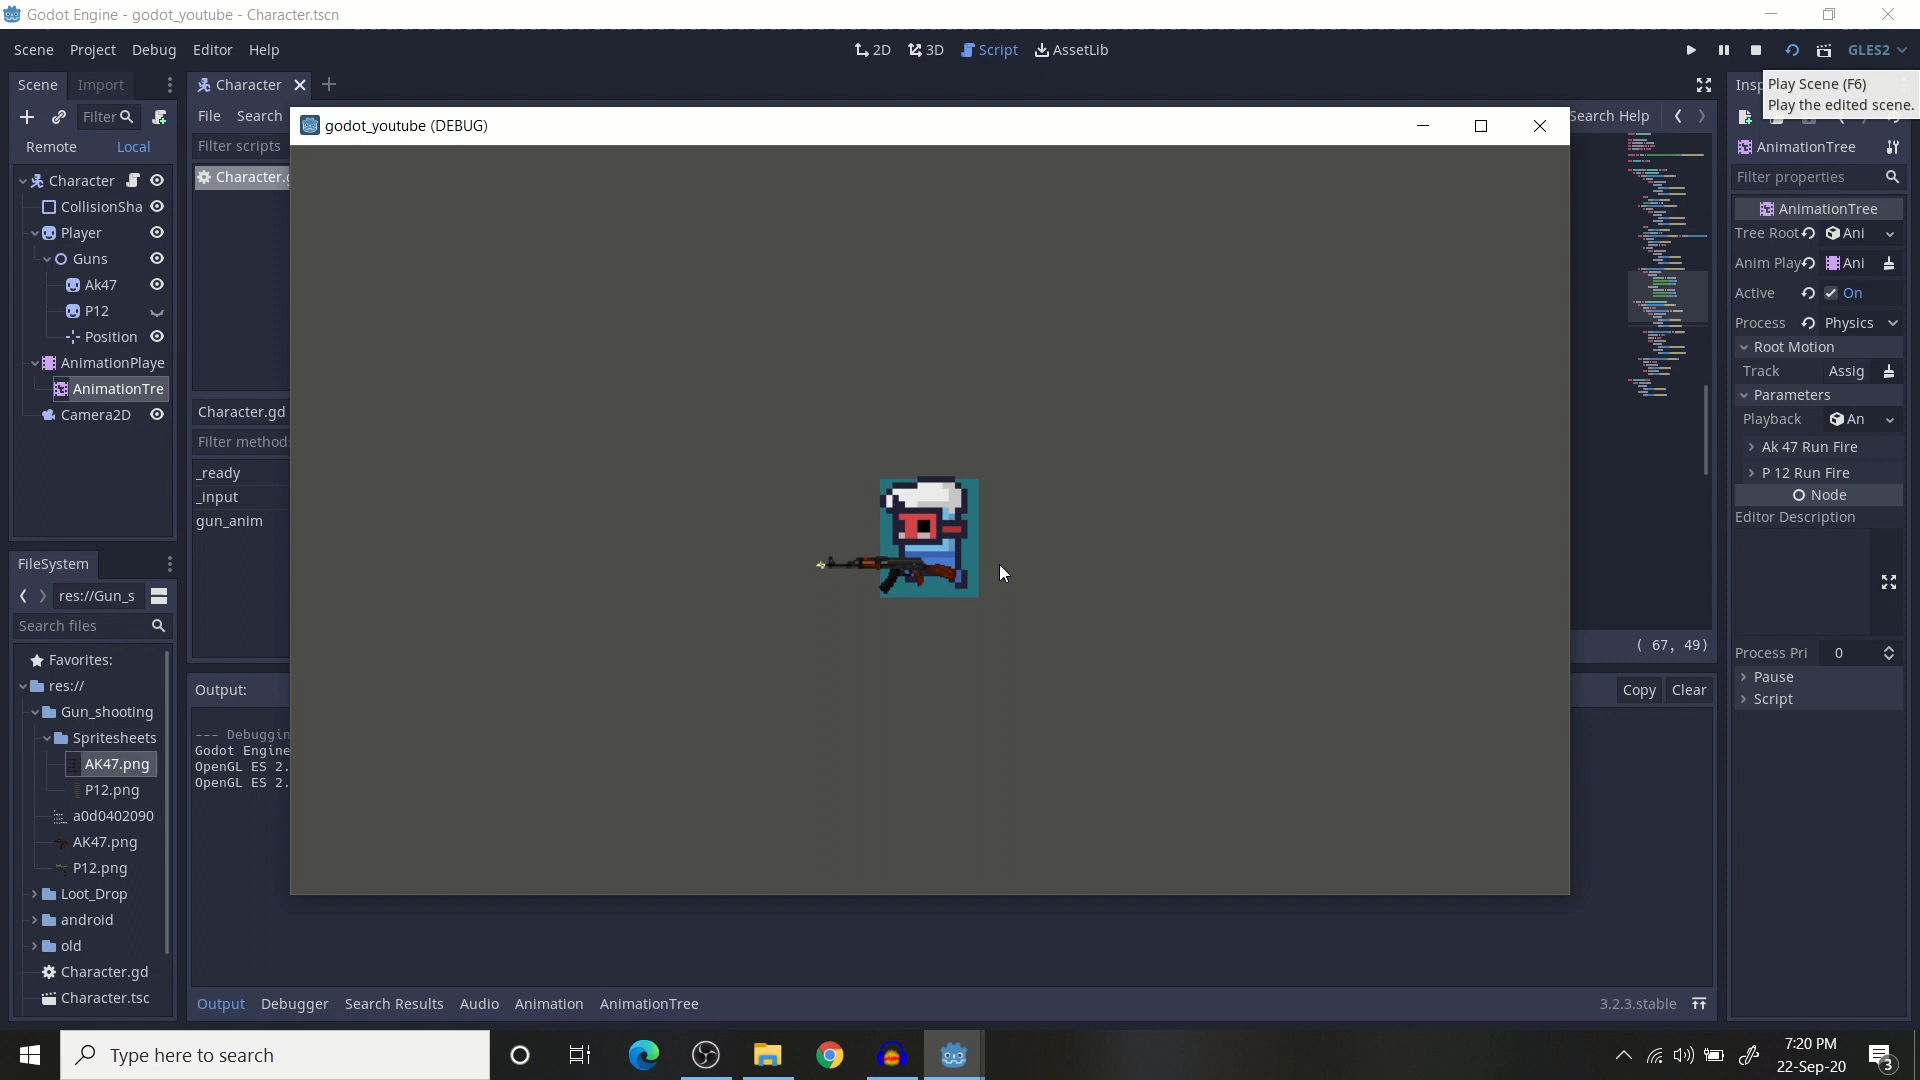 Godot Engine - godot_youtube - Character.tscn
Scene Project Debug Editor Help
2D 3D Script AssetLib
GLES2
Scene Import
Character
Insp
Play Scene (F6)
Play the edited scene.
Filter
File Search
Search Help
godot_youtube (DEBUG)
Remote Local
Filter scripts
AnimationTree
Filter properties
Character
Character.g
CollisionSha
Player
Guns
Ak47
P12
Position
AnimationPlaye
AnimationTre
Camera2D
AnimationTree
Tree Root Ani
Anim Play Ani
Active On
Process Physics
Root Motion
Track Assig
Parameters
Playback An
Ak 47 Run Fire
P 12 Run Fire
Node
Editor Description
Character.gd
Filter method
_ready
_input
gun_anim
FileSystem
res://Gun_s
Search files
( 67, 49)
Process Pri 0
Pause
Script
Favorites:
res://
Gun_shooting
Spritesheets
AK47.png
P12.png
a0d0402090
AK47.png
P12.png
Loot_Drop
android
old
Character.gd
Character.tsc
Output:
Copy Clear
--- Debuggin
Godot Engine
OpenGL ES 2.
OpenGL ES 2.
Output Debugger Search Results Audio Animation AnimationTree
3.2.3.stable
Type here to search
7:20 PM
22-Sep-20
3